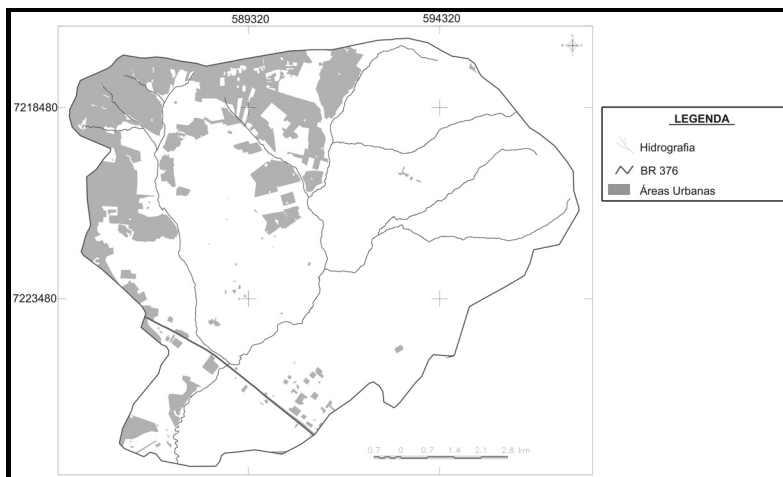 589320 594320
7218480
7223480
LEGENDA
Hidrografia
BR 376
Áreas Urbanas
0.7 0 0.7 1.4 2.1 2.8 km